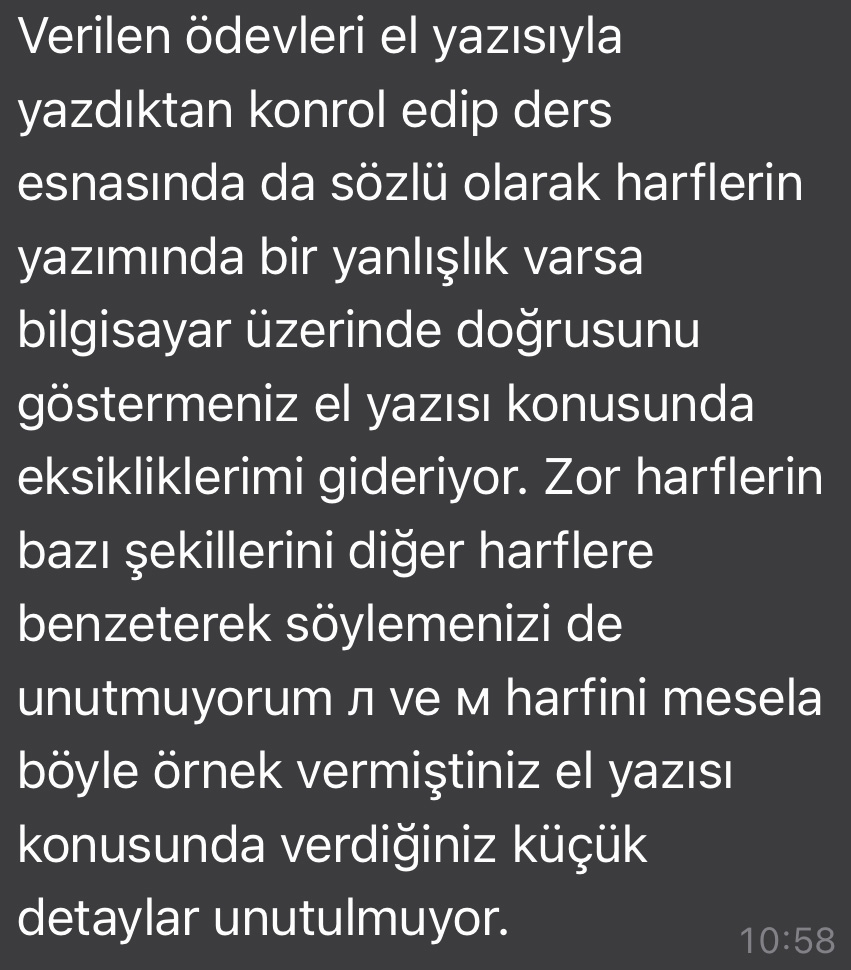 Verilen ödevleri el yazısıyla
yazdıktan konrol edip ders
esnasında da sözlü olarak harflerin
yazımında bir yanlışlık varsa
bilgisayar üzerinde doğrusunu
göstermeniz el yazısı konusunda
eksikliklerimi gideriyor. Zor harflerin
bazı şekillerini diğer harflere
benzeterek söylemenizi de
unutmuyorum л ve м harfini mesela
böyle örnek vermiştiniz el yazısı
konusunda verdiğiniz küçük
detaylar unutulmuyor.
10:58